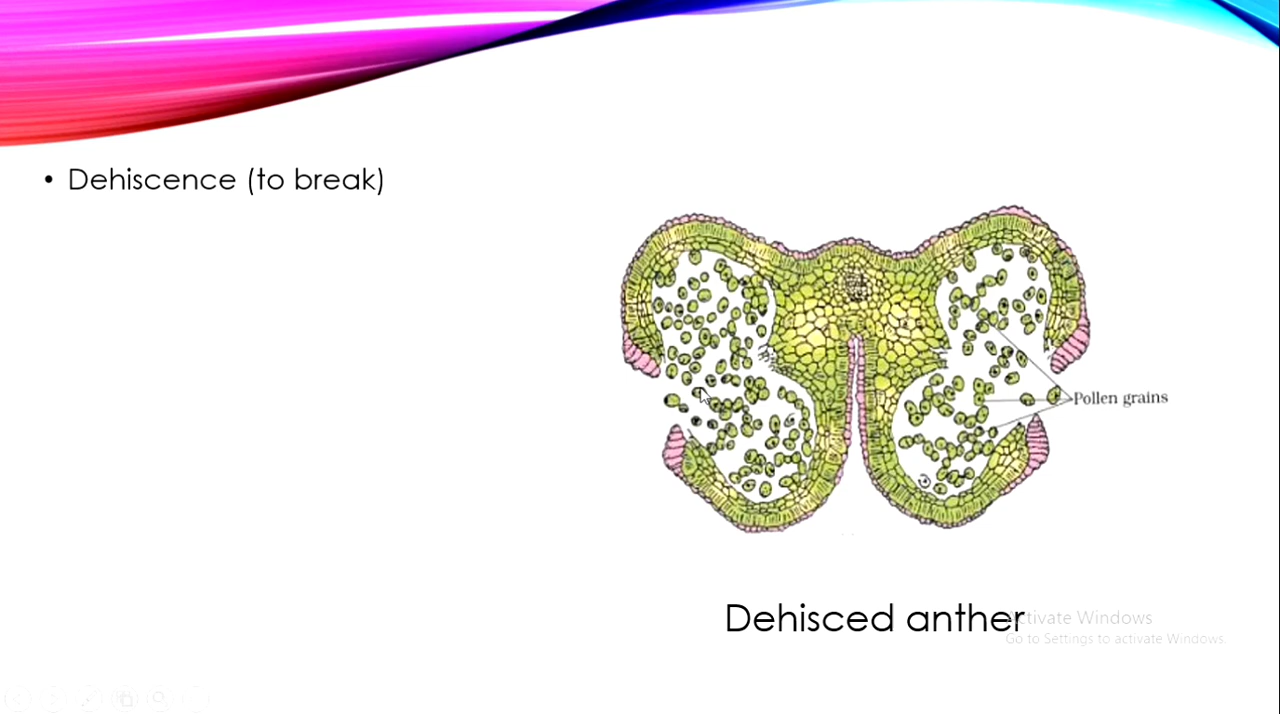 • Dehiscence (to break)
Pollen grains
Dehisced anther
Activate Windows
Go to Settings to activate Windows.